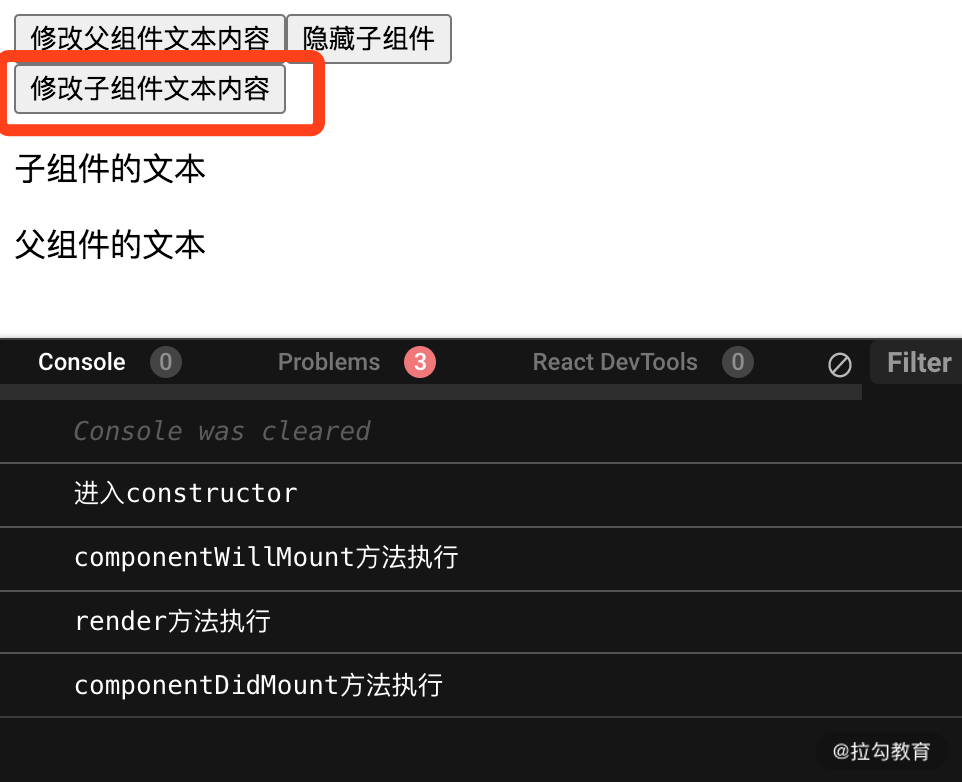 修改父组件文本内容 隐藏子组件
修改子组件文本内容
子组件的文本
父组件的文本
Console 0 Problems 3 React DevTools 0 Filter
Console was cleared
进入constructor
componentWillMount方法执行
render方法执行
componentDidMount方法执行
@拉勾教育